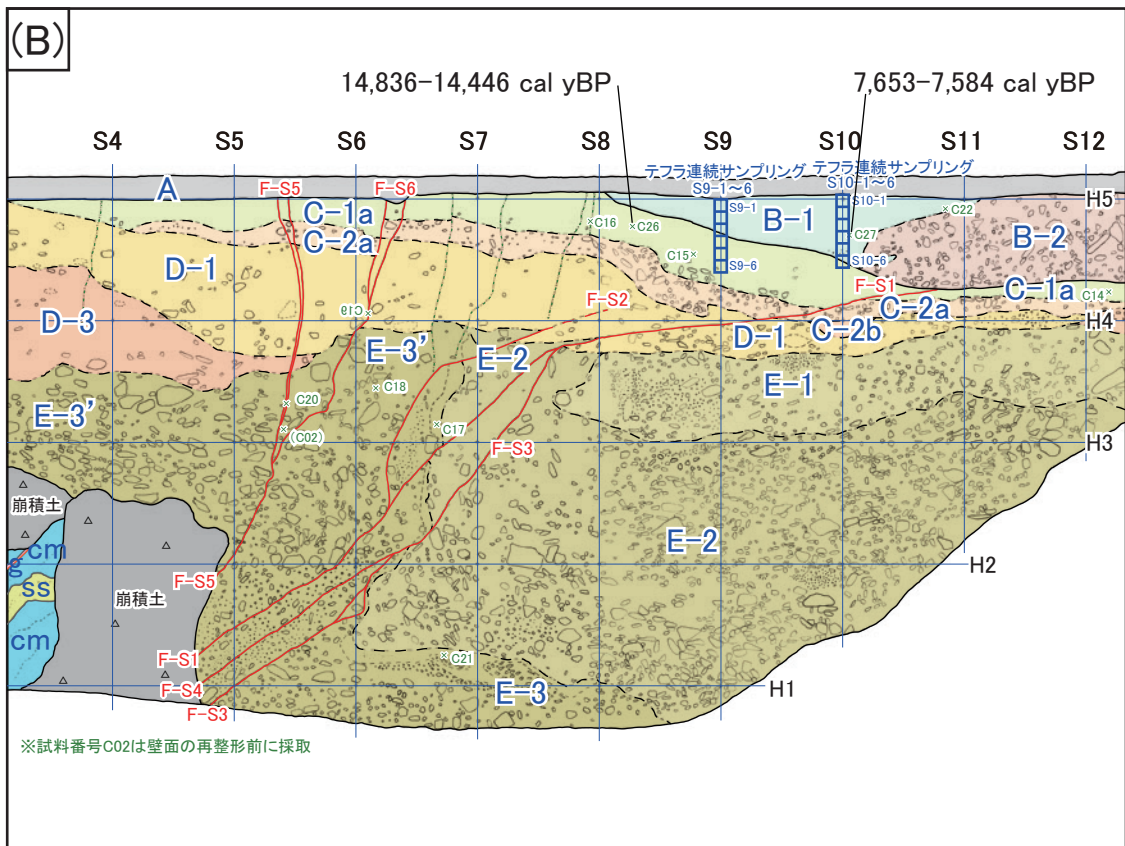 (B)
14,836−14,446 cal yBP
7,653−7,584 cal yBP
S4 S5 S6 S7 S8 S9 S10 S11 S12
テフラ連続サンプリング テフラ連続サンプリング
S9-1〜6 S10-1〜6
A F-S5 F-S6 S9-1 S10-1 H5
C-1a C16 C26 B-1 C27 C22 B-2
C-2a
C15 S9-6 S10-6
D-1 F-S1
C19 F-S2 C-1a C14
D-3 C-2a H4
E-3' E-2 D-1 C-2b
C18 E-1
E-3' C20
(C02) C17
F-S3 H3
崩積土
cm E-2
g H2
F-S5
ss
崩積土
cm
F-S1 C21
F-S4 E-3 H1
F-S3
※試料番号C02は壁面の再整形前に採取